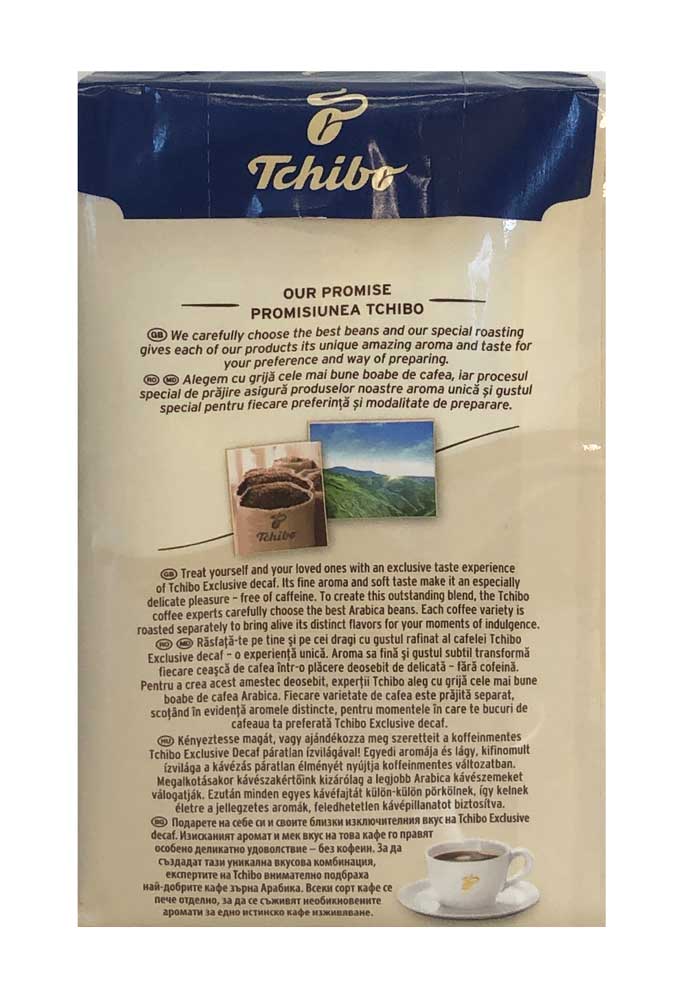 Tchibo
OUR PROMISE
PROMISIUNEA TCHIBO
GB We carefully choose the best beans and our special roasting
gives each of our products its unique amazing aroma and taste for
your preference and way of preparing.
RO MD Alegem cu grijă cele mai bune boabe de cafea, iar procesul
special de prăjire asigură produselor noastre aroma unică și gustul
special pentru fiecare preferință și modalitate de preparare.
Tchibo
GB Treat yourself and your loved ones with an exclusive taste experience
of Tchibo Exclusive decaf. Its fine aroma and soft taste make it an especially
delicate pleasure – free of caffeine. To create this outstanding blend, the Tchibo
coffee experts carefully choose the best Arabica beans. Each coffee variety is
roasted separately to bring alive its distinct flavors for your moments of indulgence.
RO MD Răsfață-te pe tine și pe cei dragi cu gustul rafinat al cafelei Tchibo
Exclusive decaf – o experiență unică. Aroma sa fină și gustul subtil transformă
fiecare ceașcă de cafea într-o plăcere deosebit de delicată – fără cofeină.
Pentru a crea acest amestec deosebit, experții Tchibo aleg cu grijă cele mai bune
boabe de cafea Arabica. Fiecare varietate de cafea este prăjită separat,
scoțând în evidență aromele distincte, pentru momentele în care te bucuri de
cafeaua ta preferată Tchibo Exclusive decaf.
HU Kényeztesse magát, vagy ajándékozza meg szeretteit a koffeinmentes
Tchibo Exclusive Decaf páratlan ízvilágával! Egyedi aromája és lágy, kifinomult
ízvilága a kávézás páratlan élményét nyújtja koffeinmentes változatban.
Megalkotásakor kávészakértőink kizárólag a legjobb Arabica kávészemeket
válogatják. Ezután minden egyes kávéfajtát külön-külön pörkölnek, így kelnek
életre a jellegzetes aromák, feledhetetlen kávépillanatot biztosítva.
BG Подарете на себе си и своите близки изключителния вкус на Tchibo Exclusive
decaf. Изисканият аромат и мек вкус на това кафе го правят
особено деликатно удоволствие – без кофеин. За да
създадат тази уникална вкусова комбинация,
експертите на Tchibo внимателно подбраха
най-добрите кафе зърна Арабика. Всеки сорт кафе се
пече отделно, за да се съживят необикновените
аромати за едно истинско кафе изживяване.